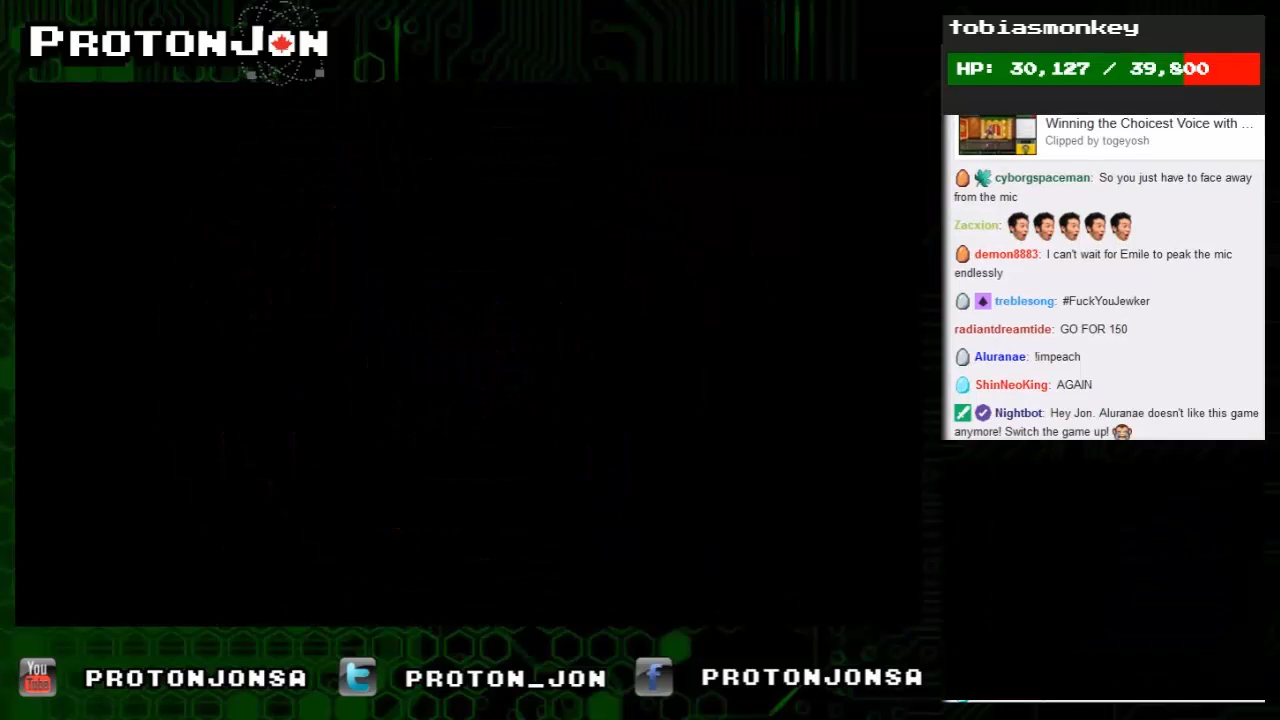 PROTONJON
tobiasmonkey
HP: 30,127 / 39,800
Winning the Choicest Voice with ...
Clipped by togeyosh
cyborgspaceman: So you just have to face away
from the mic
Zacxion:
demon8883: I can't wait for Emile to peak the mic
endlessly
treblesong: #FuckYouJewker
radiantdreamtide: GO FOR 150
Aluranae: !impeach
ShinNeoKing: AGAIN
Nightbot: Hey Jon. Aluranae doesn't like this game
anymore! Switch the game up!
You Tube PROTONJONSA PROTON_JON PROTONJONSA